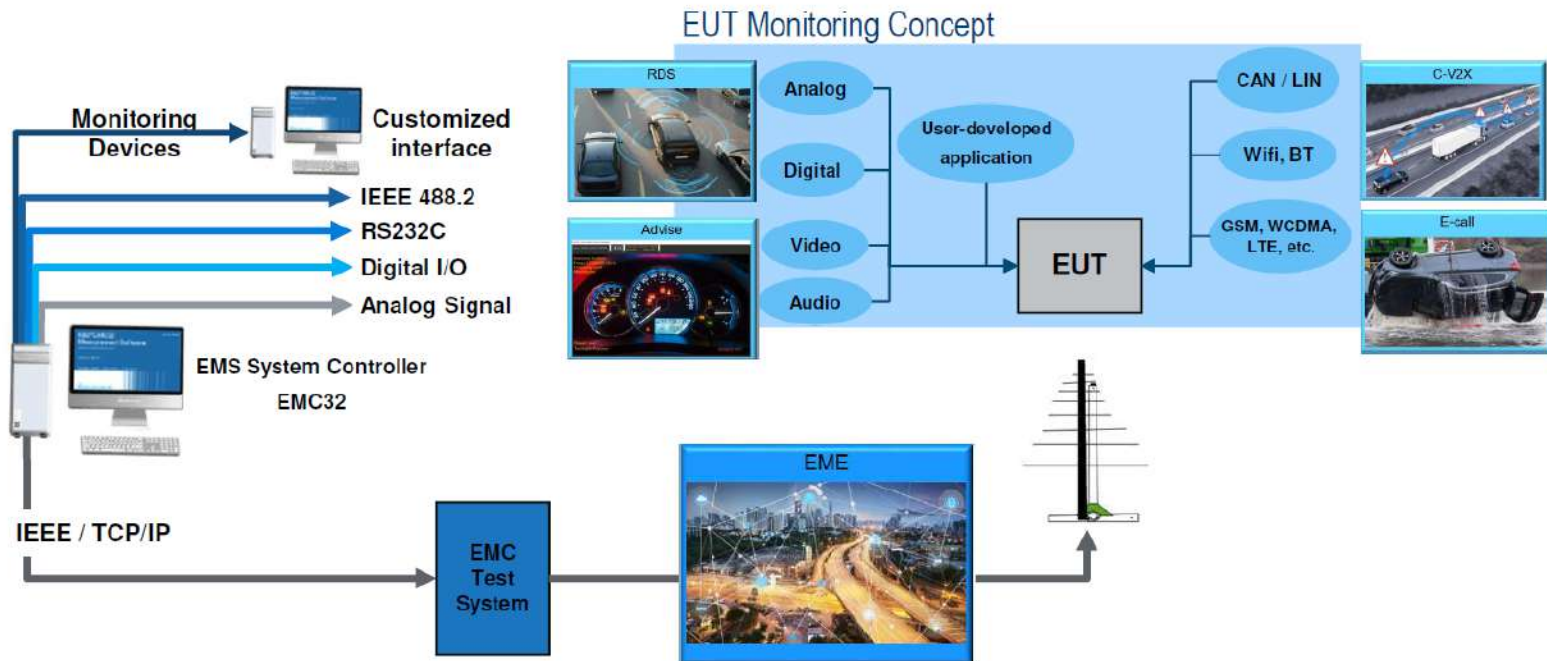 EUT Monitoring Concept
RDS
Analog
CAN / LIN
C-V2X
Monitoring
Devices
Customized
interface
User-developed
application
Digital
Wifi, BT
IEEE 488.2
RS232C
Advise
Video
GSM, WCDMA,
LTE, etc.
E-call
Digital I/O
EUT
Analog Signal
Audio
EMS System Controller
EMC32
EME
IEEE / TCP/IP
EMC
Test
System